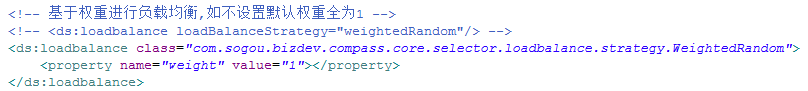 <!-- 基于权重进行负载均衡,如不设置默认权重全为1 -->
<!-- <ds:loadbalance loadBalanceStrategy="weightedRandom"/> -->
<ds:loadbalance class="com.sogou.bizdev.compass.core.selector.loadbalance.strategy.WeightedRandom">
    <property name="weight" value="1"></property>
</ds:loadbalance>